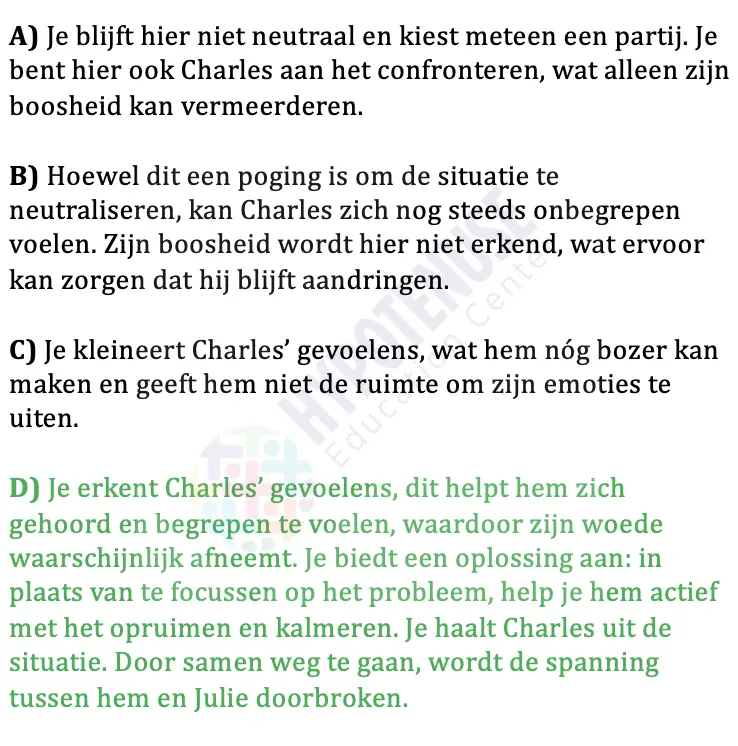 A) Je blijft hier niet neutraal en kiest meteen een partij. Je
bent hier ook Charles aan het confronteren, wat alleen zijn
boosheid kan vermeerderen.
B) Hoewel dit een poging is om de situatie te
neutraliseren, kan Charles zich nog steeds onbegrepen
voelen. Zijn boosheid wordt hier niet erkend, wat ervoor
kan zorgen dat hij blijft aandringen.
C) Je kleineert Charles’ gevoelens, wat hem nóg bozer kan
maken en geeft hem niet de ruimte om zijn emoties te
uiten.
D) Je erkent Charles’ gevoelens, dit helpt hem zich
gehoord en begrepen te voelen, waardoor zijn woede
waarschijnlijk afneemt. Je biedt een oplossing aan: in
plaats van te focussen op het probleem, help je hem actief
met het opruimen en kalmeren. Je haalt Charles uit de
situatie. Door samen weg te gaan, wordt de spanning
tussen hem en Julie doorbroken.
HYPOTENUSE
Education Center